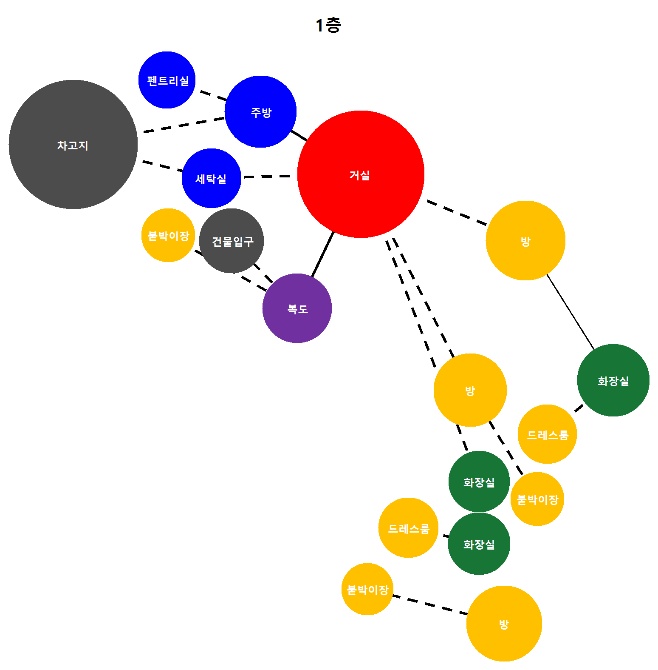 1층
펜트리실
주방
차고지
거실
세탁실
붙박이장
건물입구
방
복도
화장실
방
드레스룸
화장실
붙박이장
드레스룸
화장실
붙박이장
방